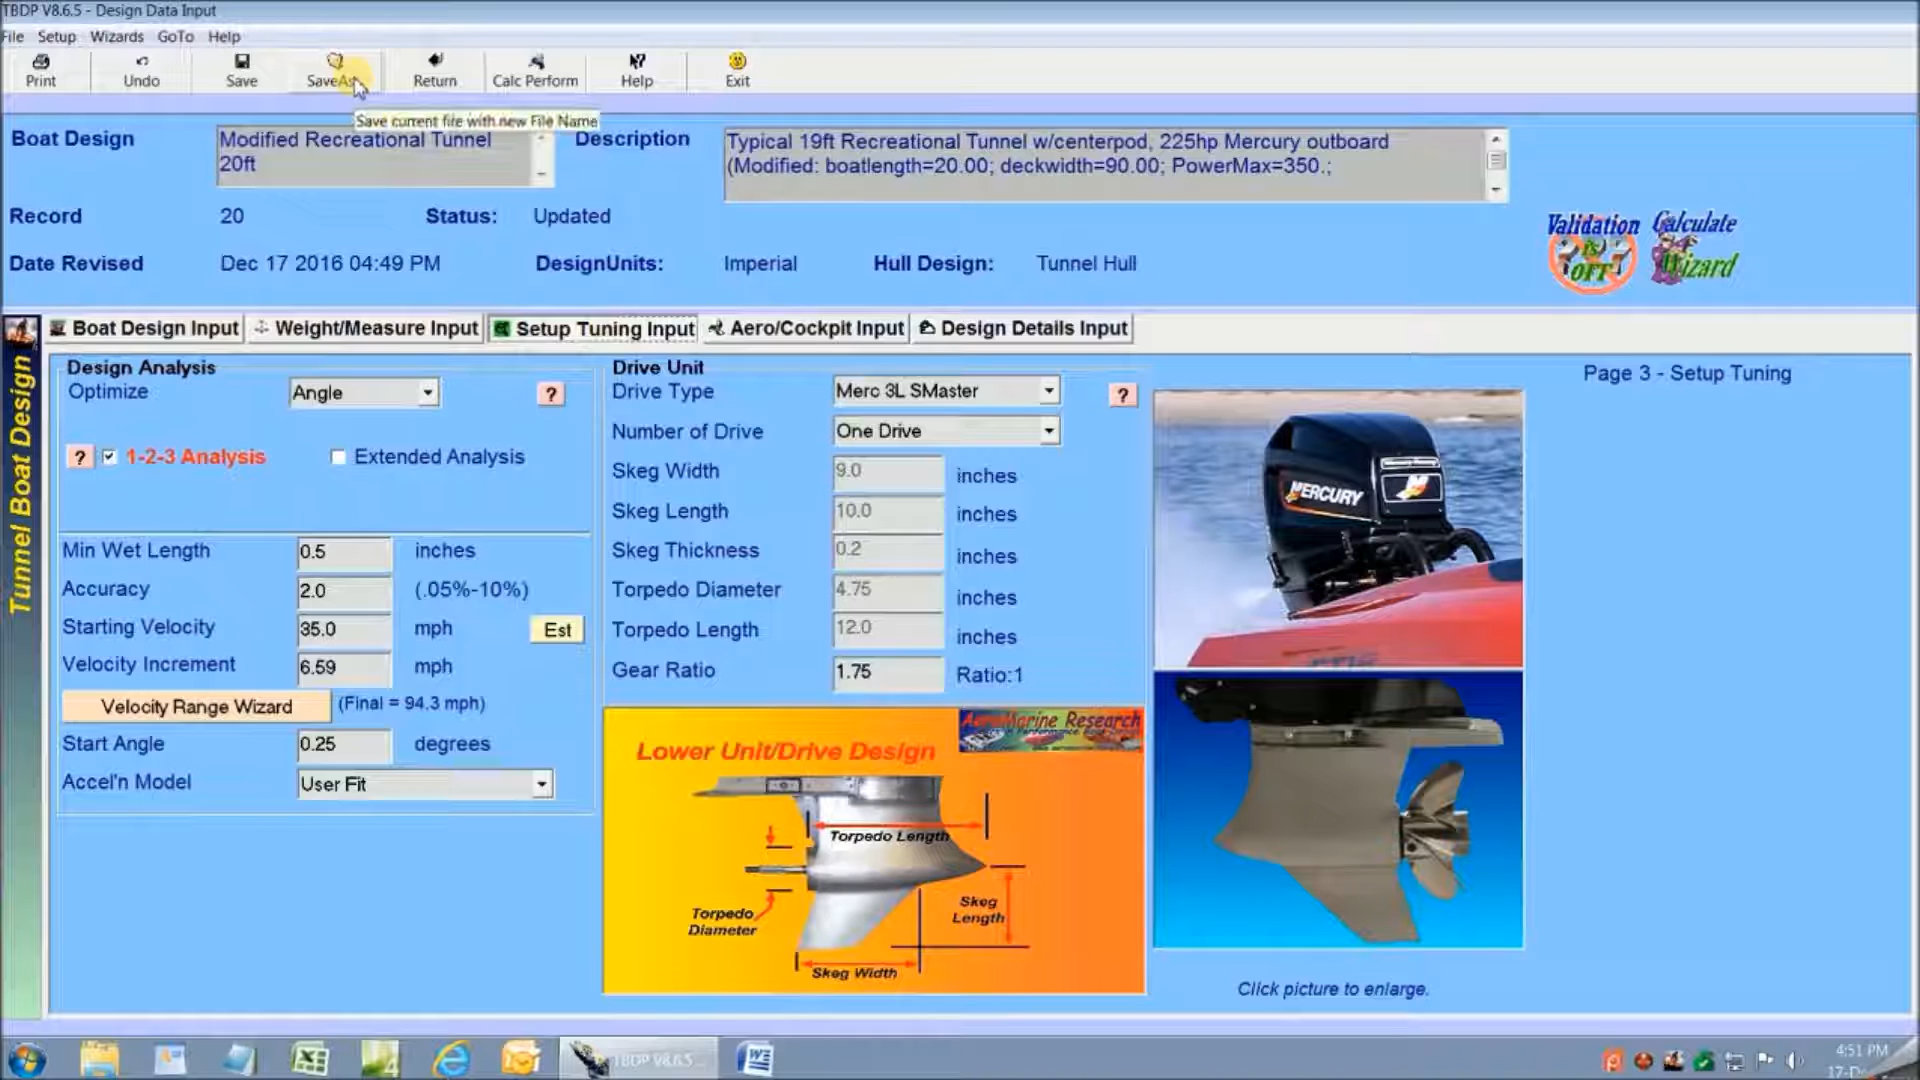 TBDP V8.6.5 - Design Data Input
File Setup Wizards GoTo Help
Print Undo Save SaveAs Return Calc Perform Help Exit
Save current file with new File Name
Boat Design
Modified Recreational Tunnel
20ft
Description
Typical 19ft Recreational Tunnel w/centerpod, 225hp Mercury outboard
(Modified: boatlength=20.00; deckwidth=90.00; PowerMax=350.;
Record 20 Status: Updated
Date Revised Dec 17 2016 04:49 PM DesignUnits: Imperial Hull Design: Tunnel Hull
Validation is OFF
Calculate Wizard
Boat Design Input Weight/Measure Input Setup Tuning Input Aero/Cockpit Input Design Details Input
Tunnel Boat Design
Design Analysis
Optimize Angle ?
? 1-2-3 Analysis Extended Analysis
Min Wet Length 0.5 inches
Accuracy 2.0 (.05%-10%)
Starting Velocity 35.0 mph Est
Velocity Increment 6.59 mph
Velocity Range Wizard (Final = 94.3 mph)
Start Angle 0.25 degrees
Accel'n Model User Fit
Drive Unit
Drive Type Merc 3L SMaster ?
Number of Drive One Drive
Skeg Width 9.0 inches
Skeg Length 10.0 inches
Skeg Thickness 0.2 inches
Torpedo Diameter 4.75 inches
Torpedo Length 12.0 inches
Gear Ratio 1.75 Ratio:1
AeroMarine Research
Lower Unit/Drive Design
Torpedo Length
Torpedo
Diameter
Skeg
Length
Skeg Width
Page 3 - Setup Tuning
MERCURY
Click picture to enlarge.
TBDP V8.6.5...
4:51 PM